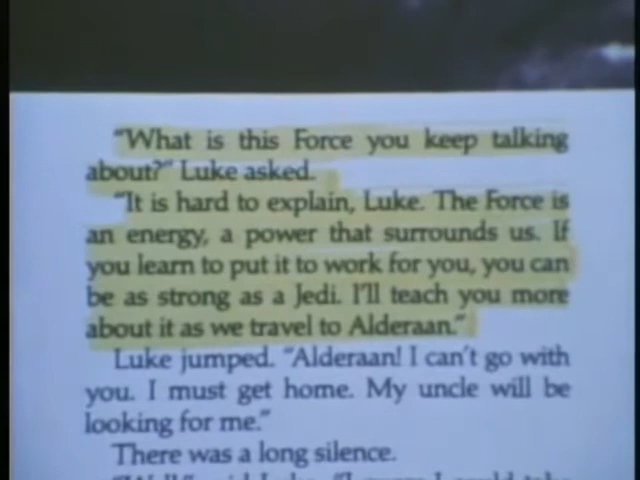 "What is this Force you keep talking
about?" Luke asked.
"It is hard to explain, Luke. The Force is
an energy, a power that surrounds us. If
you learn to put it to work for you, you can
be as strong as a Jedi. I'll teach you more
about it as we travel to Alderaan."
Luke jumped. "Alderaan! I can't go with
you. I must get home. My uncle will be
looking for me."
There was a long silence.